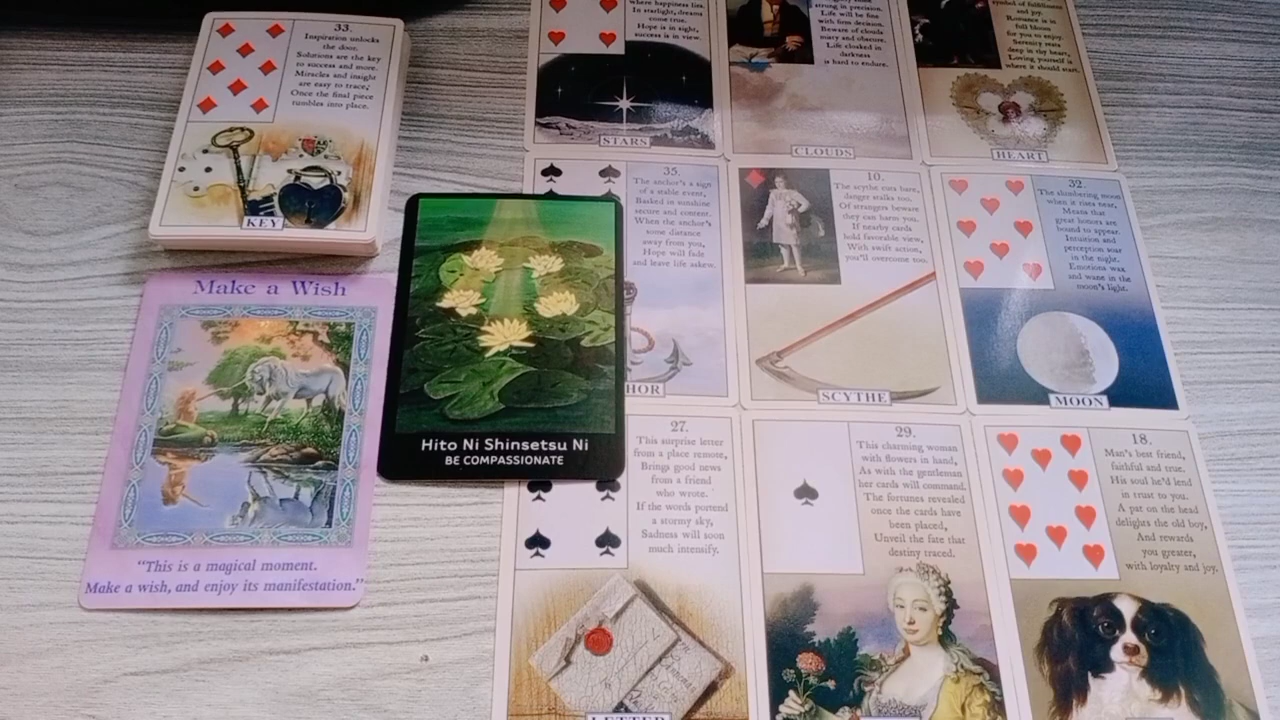 33.
Inspiration unlocks
the door.
Solutions are the key
to success and more.
Miracles and insight
are easy to trace;
Once the final piece
tumbles into place.
KEY
Make a Wish
"This is a magical moment.
Make a wish, and enjoy its manifestation."
Hito Ni Shinsetsu Ni
BE COMPASSIONATE
where happiness lies.
In starlight, dreams
come true.
Hope is in sight,
success is in view.
STARS
strong in precision.
Life will be fine
with firm decision.
Beware of clouds
misty and obscure.
Life cloaked in
darkness
is hard to endure.
CLOUDS
symbol of fulfillment
and joy.
Romance is in
full bloom
for you to enjoy.
Serenity rests
deep in thy heart,
Loving yourself is
where it should start.
HEART
35.
The anchor's a sign
of a stable event,
Basked in sunshine
secure and content.
When the anchor's
some distance
away from you,
Hope will fade
and leave life askew.
HOR
10.
The scythe cuts bare,
danger stalks too.
Of strangers beware
they can harm you.
If nearby cards
hold favorable view,
With swift action,
you'll overcome too.
SCYTHE
32.
The slumbering moon
when it rises near,
Means that
great honors are
bound to appear.
Intuition and
perception soar
in the night.
Emotions wax
and wane in the
moon's light.
MOON
27.
This surprise letter
from a place remote,
Brings good news
from a friend
who wrote.
If the words portend
a stormy sky,
Sadness will soon
much intensify.
LETTER
29.
This charming woman
with flowers in hand,
As with the gentleman
her cards will command.
The fortunes revealed
once the cards have
been placed,
Unveil the fate that
destiny traced.
18.
Man's best friend,
faithful and true.
His soul he'd lend
in trust to you.
A pat on the head
delights the old boy,
And rewards
you greater,
with loyalty and joy.